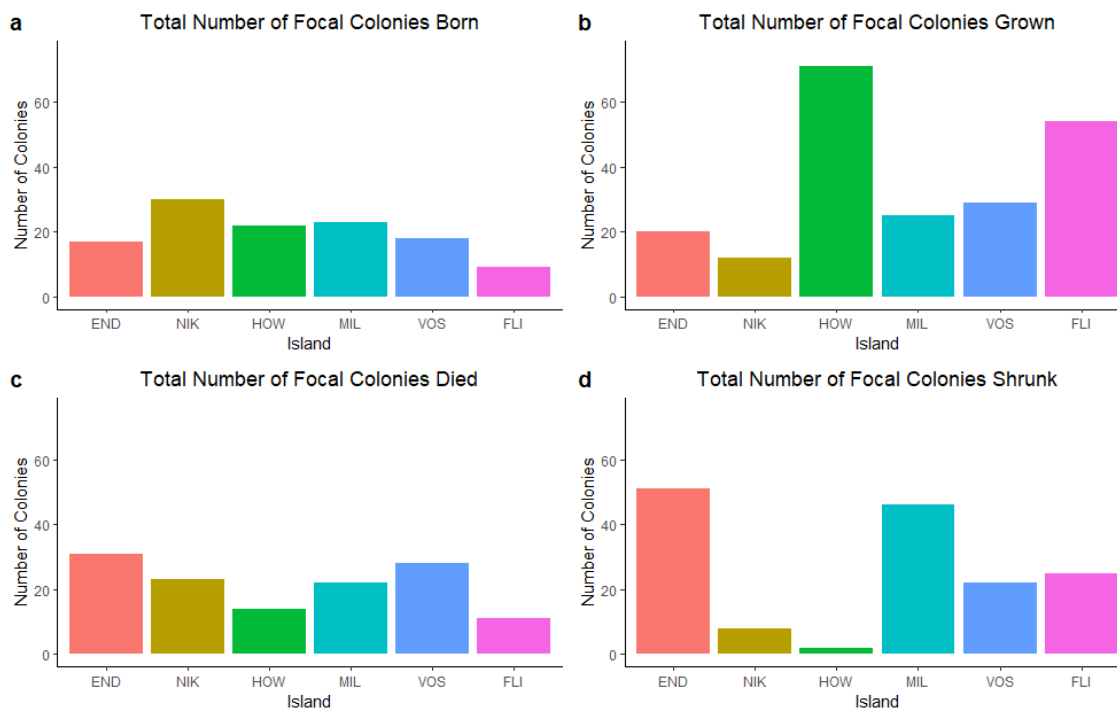 a Total Number of Focal Colonies Born
Number of Colonies
60
40
20
0
END NIK HOW MIL VOS FLI
Island
b Total Number of Focal Colonies Grown
Number of Colonies
60
40
20
0
END NIK HOW MIL VOS FLI
Island
c Total Number of Focal Colonies Died
Number of Colonies
60
40
20
0
END NIK HOW MIL VOS FLI
Island
d Total Number of Focal Colonies Shrunk
Number of Colonies
60
40
20
0
END NIK HOW MIL VOS FLI
Island